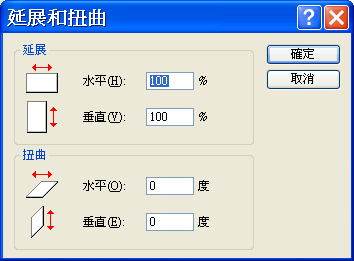 延展和扭曲
延展
水平(H): 100 %
垂直(V): 100 %
扭曲
水平(O): 0 度
垂直(E): 0 度
確定
取消